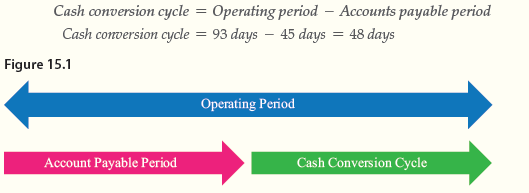 Cash conversion cycle = Operating period − Accounts payable period
Cash conversion cycle = 93 days − 45 days = 48 days
Figure 15.1
Operating Period
Account Payable Period
Cash Conversion Cycle